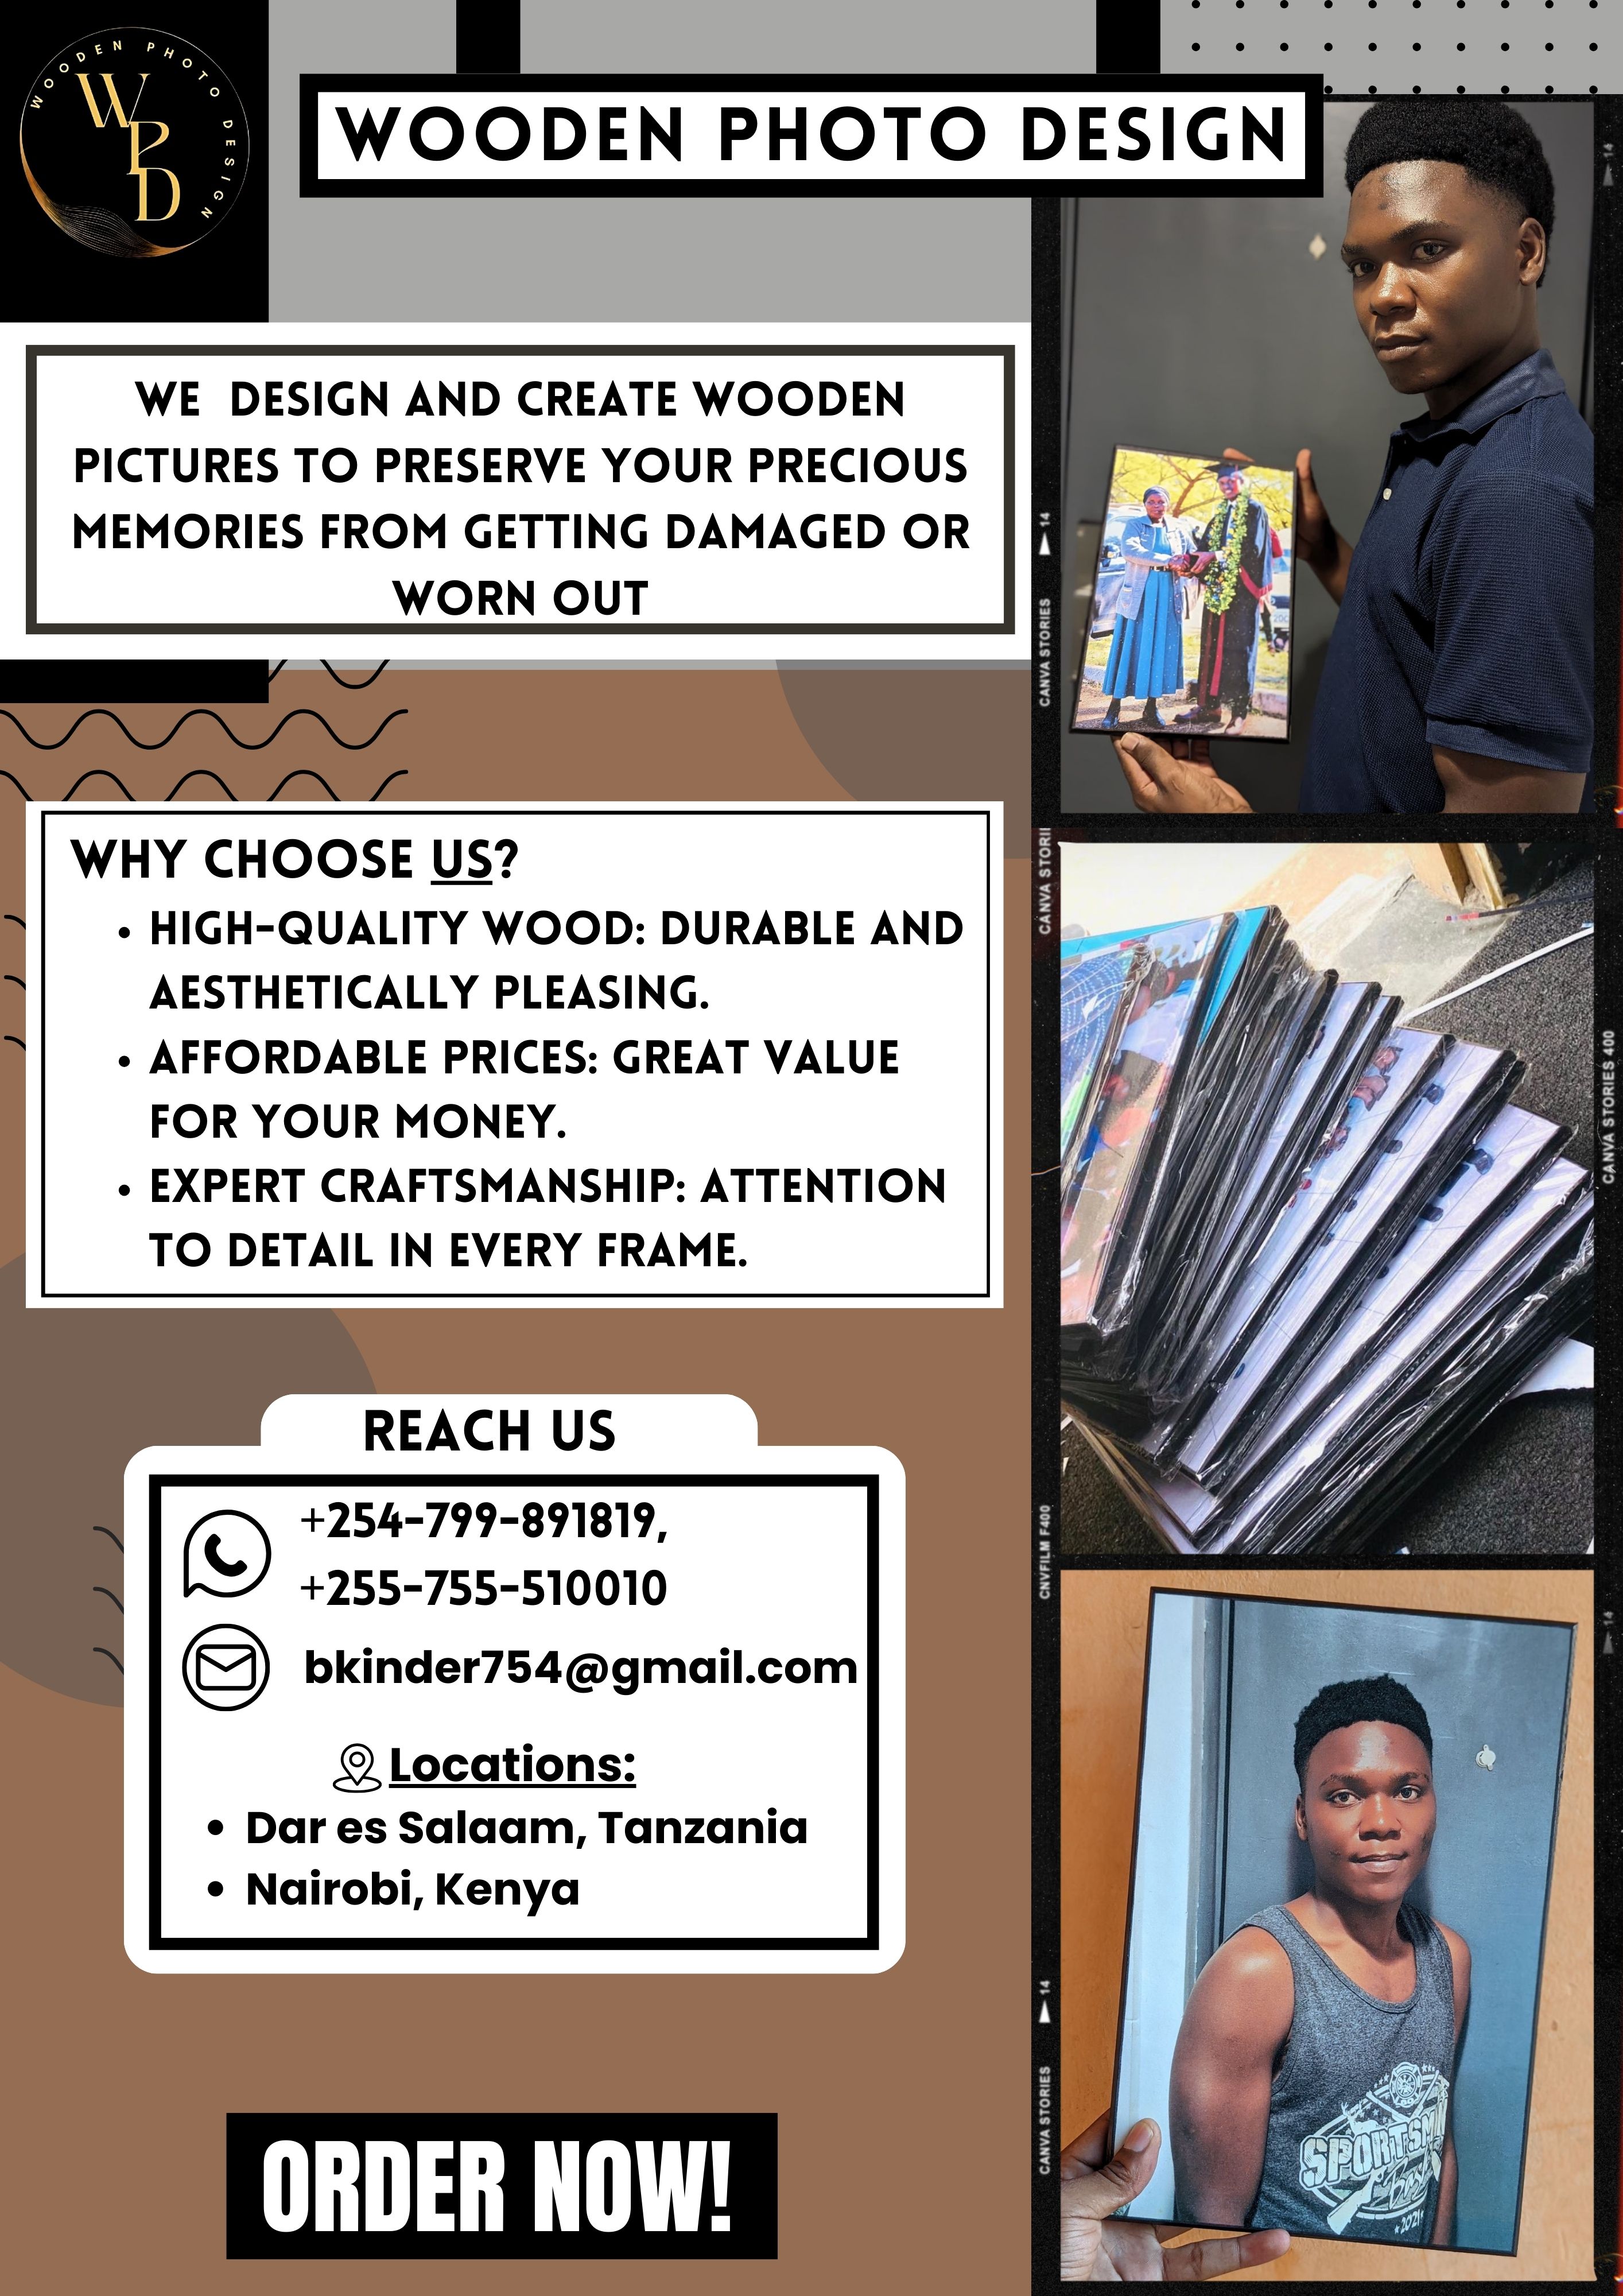 WOODEN PHOTO DESIGN
WPD
WOODEN PHOTO DESIGN
WE DESIGN AND CREATE WOODEN
PICTURES TO PRESERVE YOUR PRECIOUS
MEMORIES FROM GETTING DAMAGED OR
WORN OUT
WHY CHOOSE US?
• HIGH-QUALITY WOOD: DURABLE AND
AESTHETICALLY PLEASING.
• AFFORDABLE PRICES: GREAT VALUE
FOR YOUR MONEY.
• EXPERT CRAFTSMANSHIP: ATTENTION
TO DETAIL IN EVERY FRAME.
REACH US
+254-799-891819,
+255-755-510010
bkinder754@gmail.com
Locations:
• Dar es Salaam, Tanzania
• Nairobi, Kenya
ORDER NOW!
14
14
CANVA STORIES
CANVA STORI
CANVA STORIES 400
CNVFILM F400
14
14
CANVA STORIES
2021